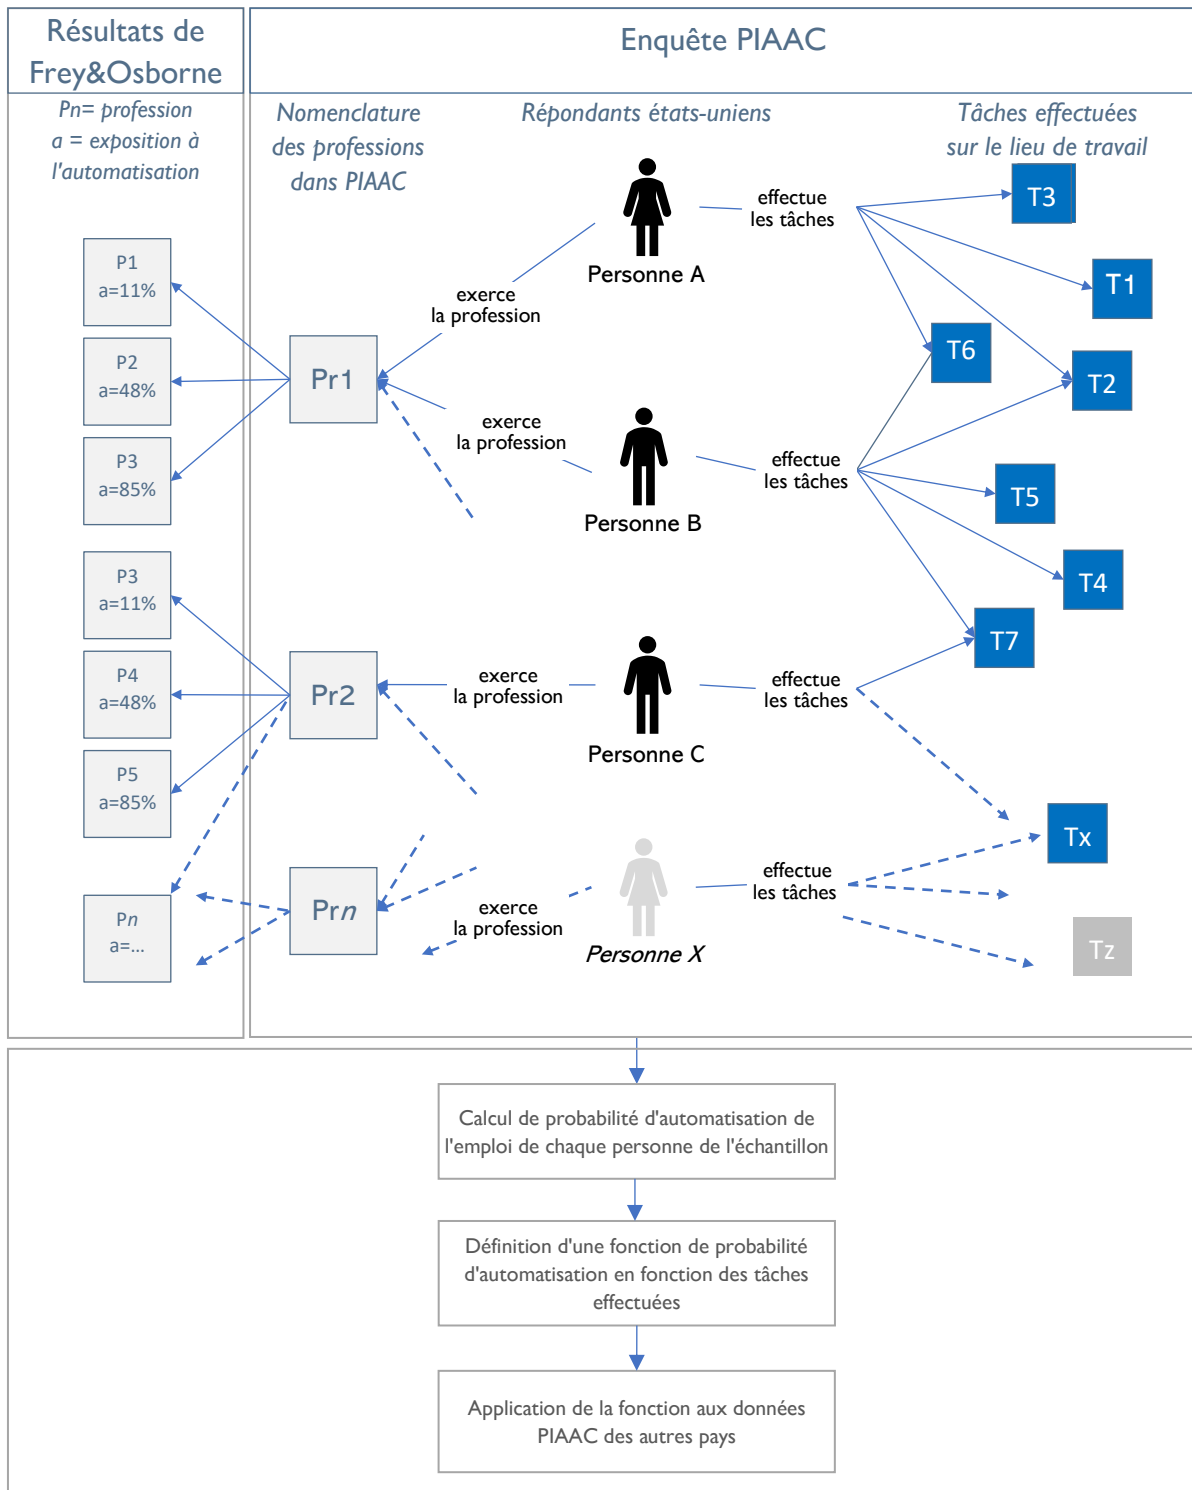 Résultats de
Frey&Osborne
Enquête PIAAC
Pn= profession
a = exposition à
l'automatisation
Nomenclature
des professions
dans PIAAC
Répondants états-uniens
Tâches effectuées
sur le lieu de travail
P1
a=11%
P2
a=48%
P3
a=85%
P3
a=11%
P4
a=48%
P5
a=85%
Pn
a=...
Pr1
Pr2
Prn
exerce
la profession
exerce
la profession
exerce
la profession
exerce
la profession
Personne A
Personne B
Personne C
Personne X
effectue
les tâches
effectue
les tâches
effectue
les tâches
effectue
les tâches
T3
T1
T6
T2
T5
T4
T7
Tx
Tz
Calcul de probabilité d'automatisation de
l'emploi de chaque personne de l'échantillon
Définition d'une fonction de probabilité
d'automatisation en fonction des tâches
effectuées
Application de la fonction aux données
PIAAC des autres pays